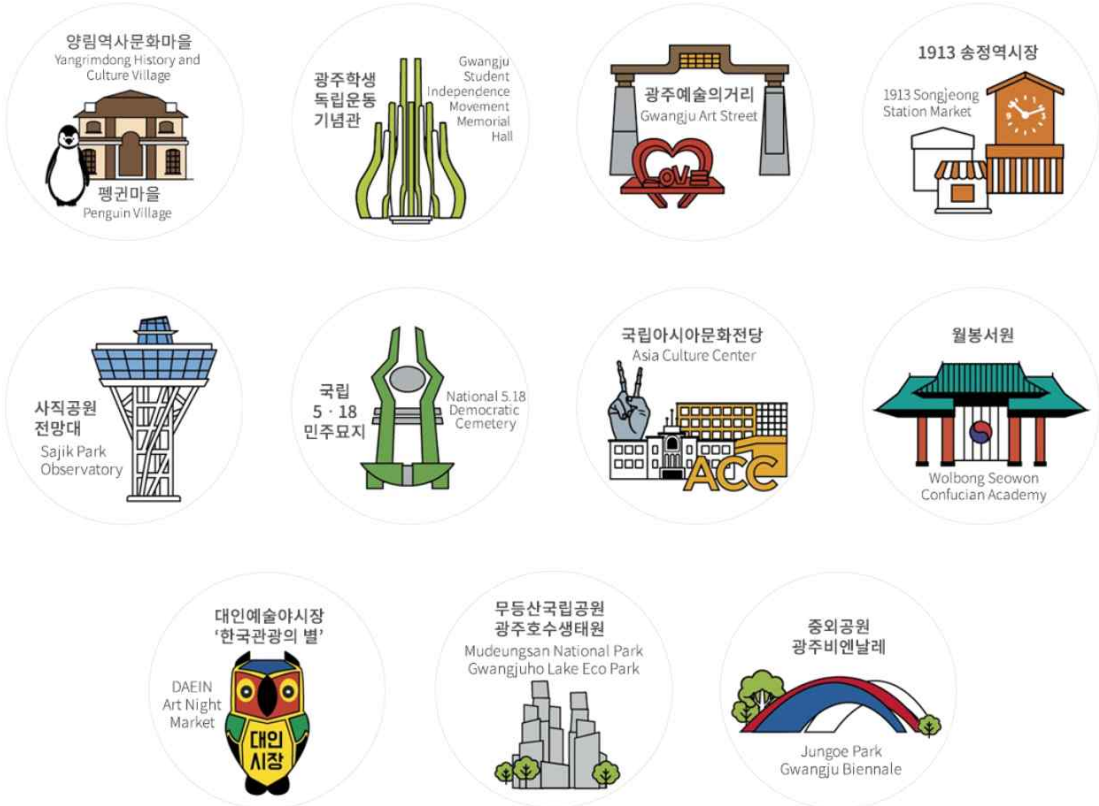 양림역사문화마을
Yangrimdong History and
Culture Village
펭귄마을
Penguin Village
광주학생
독립운동
기념관
Gwangju
Student
Independence
Movement
Memorial
Hall
광주예술의거리
Gwangju Art Street
LOVE
1913 송정역시장
1913 Songjeong
Station Market
사직공원
전망대
Sajik Park
Observatory
국립
5 · 18
민주묘지
National 5.18
Democratic
Cemetery
국립아시아문화전당
Asia Culture Center
ACC
월봉서원
Wolbong Seowon
Confucian Academy
대인예술야시장
‘한국관광의 별’
DAEIN
Art Night
Market
대인
시장
무등산국립공원
광주호수생태원
Mudeungsan National Park
Gwangjuho Lake Eco Park
중외공원
광주비엔날레
Jungoe Park
Gwangju Biennale